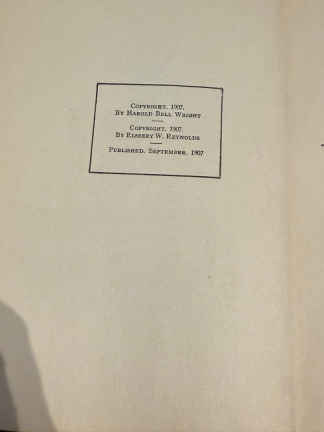 Copyright, 1907,
By Harold Bell Wright
Copyright, 1907
By Elsbery W. Reynolds
Published, September, 1907